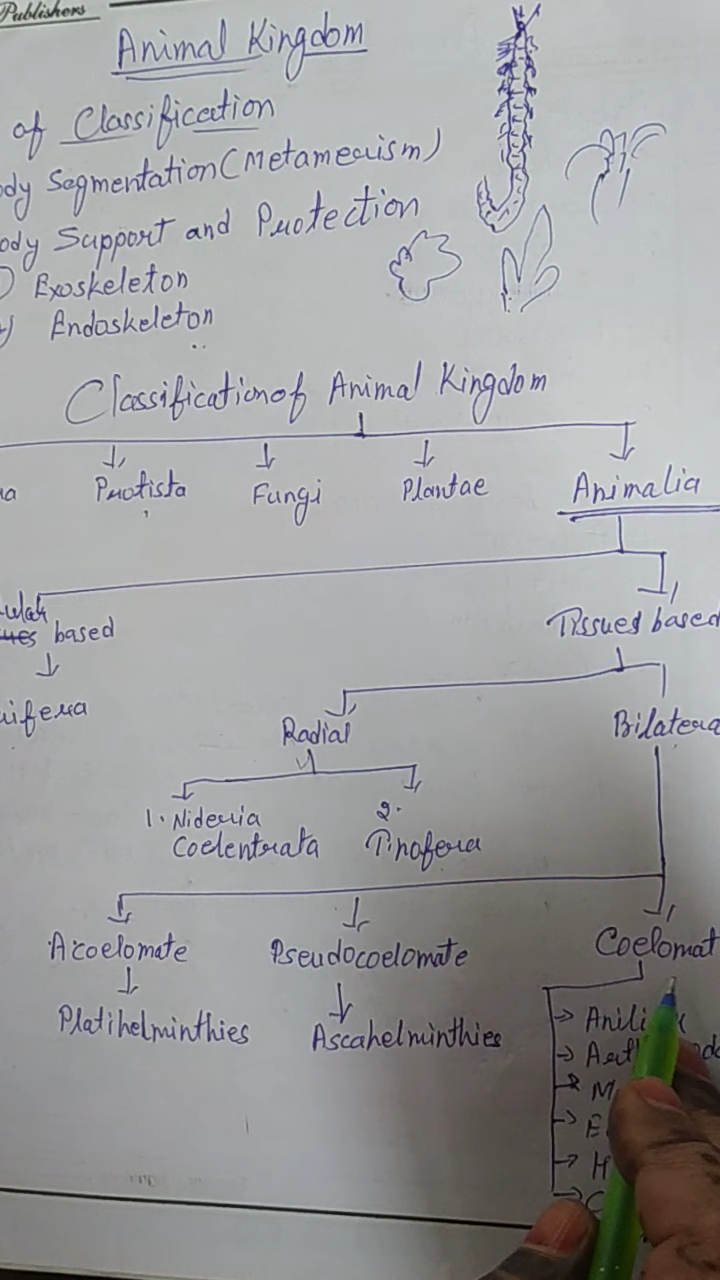 Publishers
Animal Kingdom
of Classification
ody Segmentation (Metamerism)
ody Support and Protection
Exoskeleton
Endoskeleton
Classification of Animal Kingdom
Protista Fungi Plantae Animalia
based Tissues based
Radial Bilatera
1. Nideria 2.
Coelentrata Tinofera
Acoelomate Pseudocoelomate Coelomat
Platihelminthies Ascahelminthies
M
E
H
C